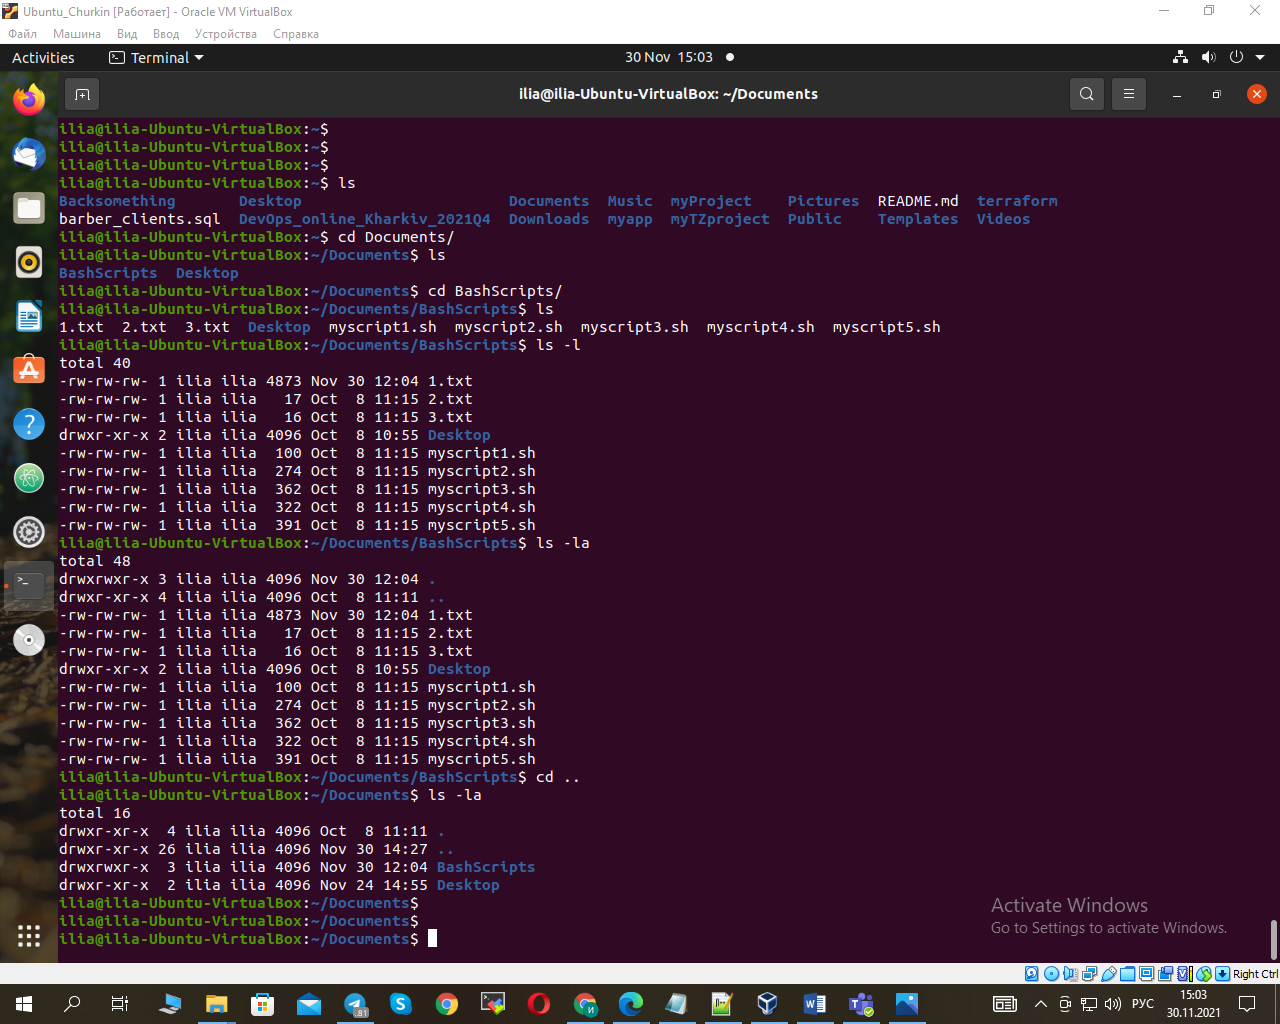 Ubuntu_Churkin [Работает] - Oracle VM VirtualBox
Файл Машина Вид Ввод Устройства Справка
Activities Terminal 30 Nov 15:03
ilia@ilia-Ubuntu-VirtualBox: ~/Documents
ilia@ilia-Ubuntu-VirtualBox:~$
ilia@ilia-Ubuntu-VirtualBox:~$
ilia@ilia-Ubuntu-VirtualBox:~$
ilia@ilia-Ubuntu-VirtualBox:~$ ls
Backsomething Desktop Documents Music myProject Pictures README.md terraform
barber_clients.sql DevOps_online_Kharkiv_2021Q4 Downloads myapp myTZproject Public Templates Videos
ilia@ilia-Ubuntu-VirtualBox:~$ cd Documents/
ilia@ilia-Ubuntu-VirtualBox:~/Documents$ ls
BashScripts Desktop
ilia@ilia-Ubuntu-VirtualBox:~/Documents$ cd BashScripts/
ilia@ilia-Ubuntu-VirtualBox:~/Documents/BashScripts$ ls
1.txt 2.txt 3.txt Desktop myscript1.sh myscript2.sh myscript3.sh myscript4.sh myscript5.sh
ilia@ilia-Ubuntu-VirtualBox:~/Documents/BashScripts$ ls -l
total 40
-rw-rw-rw- 1 ilia ilia 4873 Nov 30 12:04 1.txt
-rw-rw-rw- 1 ilia ilia   17 Oct  8 11:15 2.txt
-rw-rw-rw- 1 ilia ilia   16 Oct  8 11:15 3.txt
drwxr-xr-x 2 ilia ilia 4096 Oct  8 10:55 Desktop
-rw-rw-rw- 1 ilia ilia  100 Oct  8 11:15 myscript1.sh
-rw-rw-rw- 1 ilia ilia  274 Oct  8 11:15 myscript2.sh
-rw-rw-rw- 1 ilia ilia  362 Oct  8 11:15 myscript3.sh
-rw-rw-rw- 1 ilia ilia  322 Oct  8 11:15 myscript4.sh
-rw-rw-rw- 1 ilia ilia  391 Oct  8 11:15 myscript5.sh
ilia@ilia-Ubuntu-VirtualBox:~/Documents/BashScripts$ ls -la
total 48
drwxrwxr-x 3 ilia ilia 4096 Nov 30 12:04 .
drwxr-xr-x 4 ilia ilia 4096 Oct  8 11:11 ..
-rw-rw-rw- 1 ilia ilia 4873 Nov 30 12:04 1.txt
-rw-rw-rw- 1 ilia ilia   17 Oct  8 11:15 2.txt
-rw-rw-rw- 1 ilia ilia   16 Oct  8 11:15 3.txt
drwxr-xr-x 2 ilia ilia 4096 Oct  8 10:55 Desktop
-rw-rw-rw- 1 ilia ilia  100 Oct  8 11:15 myscript1.sh
-rw-rw-rw- 1 ilia ilia  274 Oct  8 11:15 myscript2.sh
-rw-rw-rw- 1 ilia ilia  362 Oct  8 11:15 myscript3.sh
-rw-rw-rw- 1 ilia ilia  322 Oct  8 11:15 myscript4.sh
-rw-rw-rw- 1 ilia ilia  391 Oct  8 11:15 myscript5.sh
ilia@ilia-Ubuntu-VirtualBox:~/Documents/BashScripts$ cd ..
ilia@ilia-Ubuntu-VirtualBox:~/Documents$ ls -la
total 16
drwxr-xr-x  4 ilia ilia 4096 Oct  8 11:11 .
drwxr-xr-x 26 ilia ilia 4096 Nov 30 14:27 ..
drwxrwxr-x  3 ilia ilia 4096 Nov 30 12:04 BashScripts
drwxr-xr-x  2 ilia ilia 4096 Nov 24 14:55 Desktop
ilia@ilia-Ubuntu-VirtualBox:~/Documents$
ilia@ilia-Ubuntu-VirtualBox:~/Documents$
ilia@ilia-Ubuntu-VirtualBox:~/Documents$
Activate Windows
Go to Settings to activate Windows.
Right Ctrl
РУС 15:03
30.11.2021